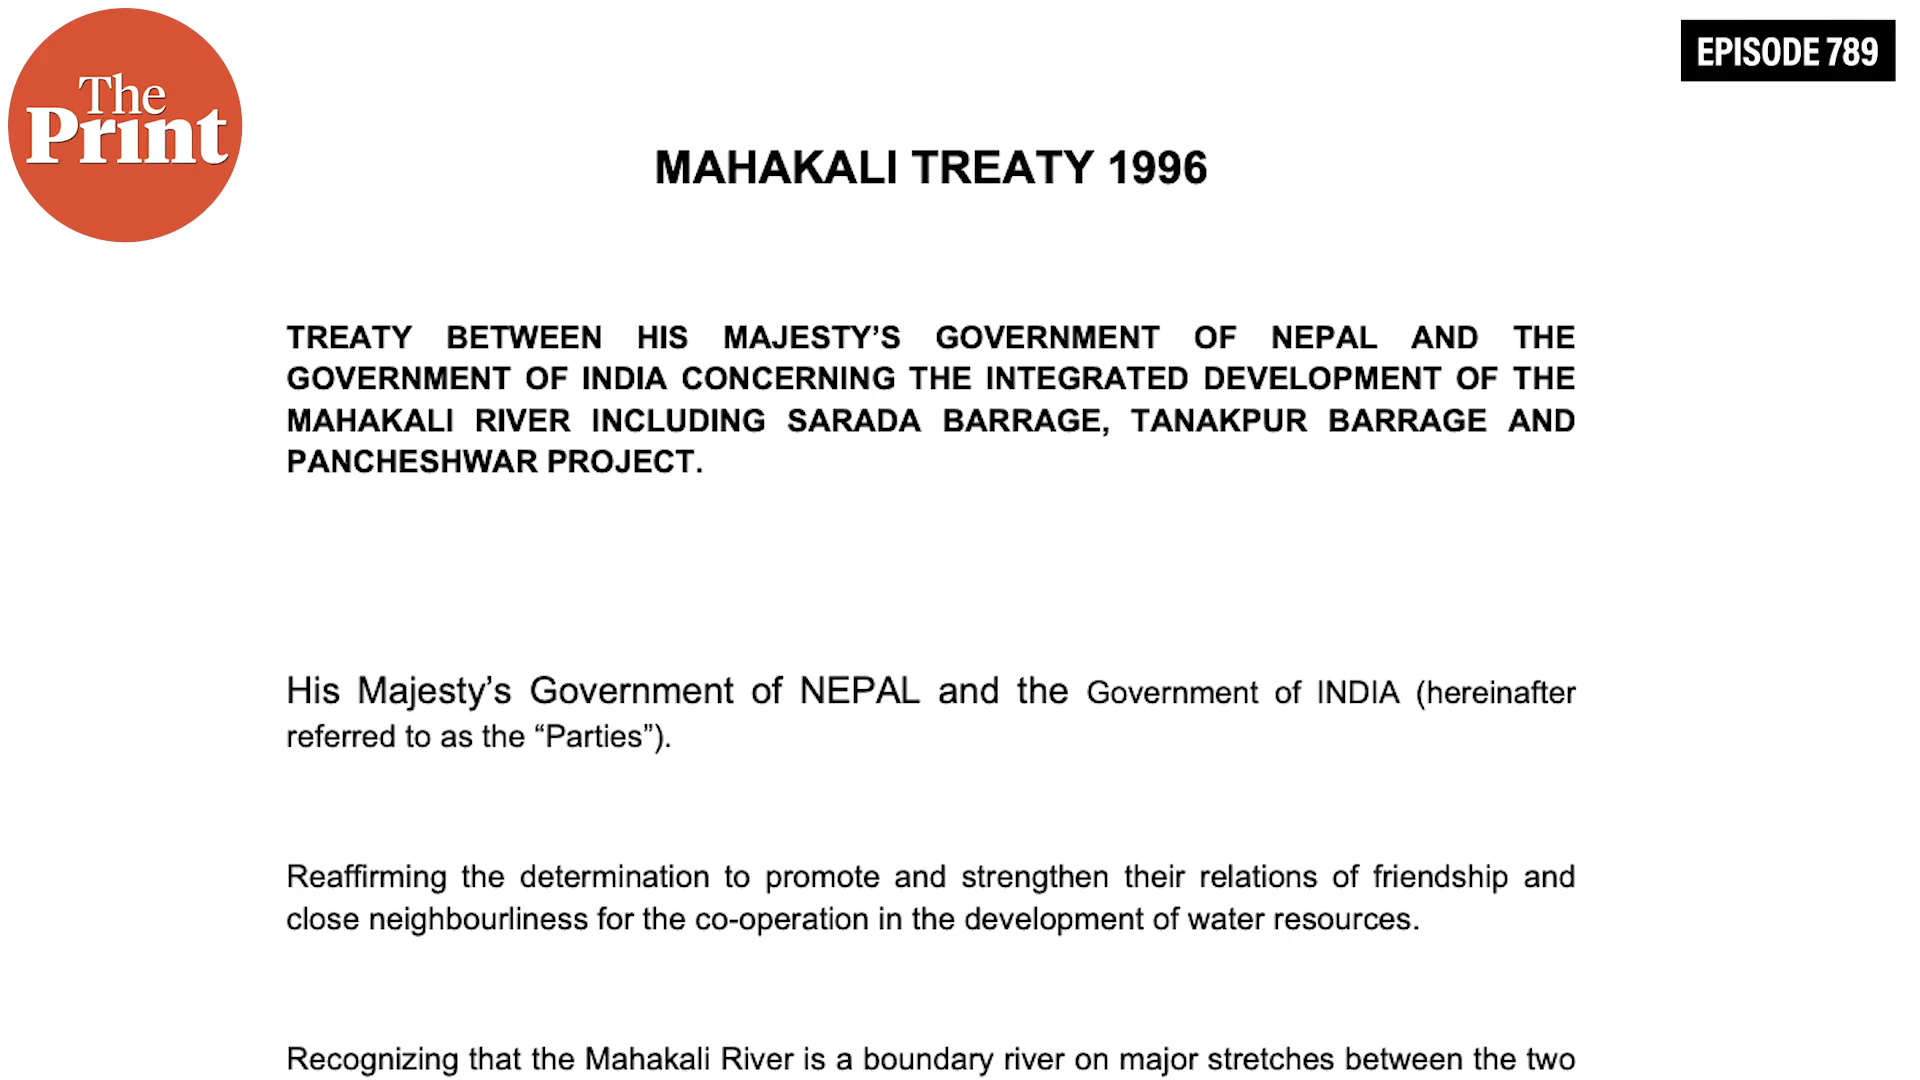 The
Print
EPISODE 789
MAHAKALI TREATY 1996
TREATY BETWEEN HIS MAJESTY’S GOVERNMENT OF NEPAL AND THE
GOVERNMENT OF INDIA CONCERNING THE INTEGRATED DEVELOPMENT OF THE
MAHAKALI RIVER INCLUDING SARADA BARRAGE, TANAKPUR BARRAGE AND
PANCHESHWAR PROJECT.
His Majesty’s Government of NEPAL and the Government of INDIA (hereinafter
referred to as the “Parties”).
Reaffirming the determination to promote and strengthen their relations of friendship and
close neighbourliness for the co-operation in the development of water resources.
Recognizing that the Mahakali River is a boundary river on major stretches between the two